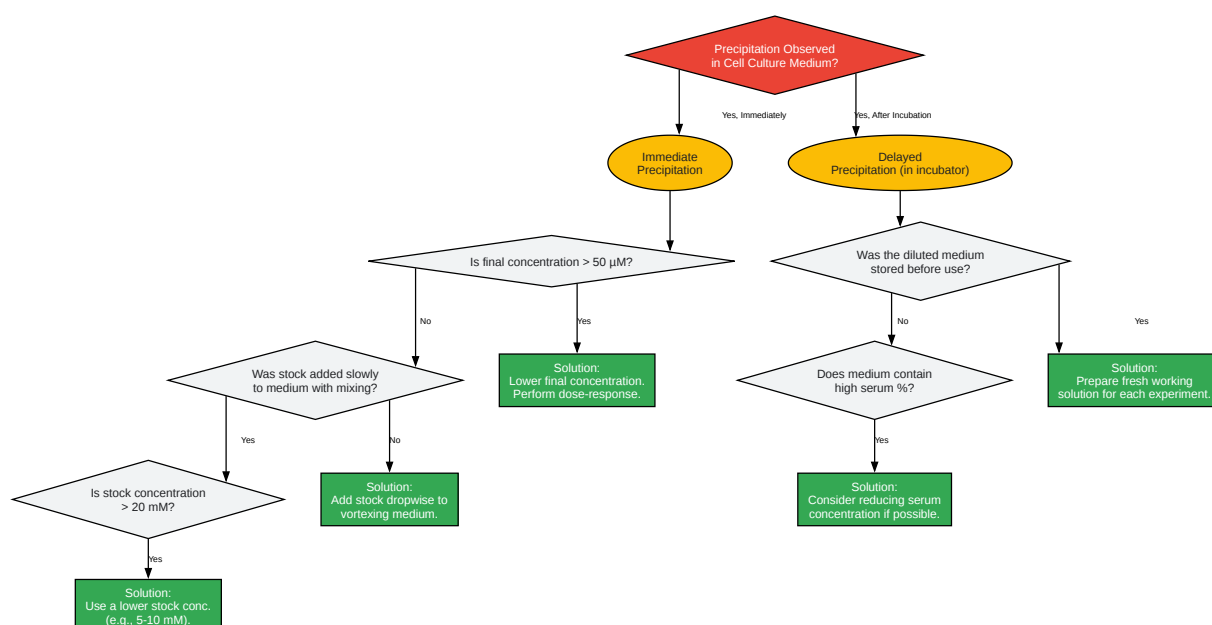 Precipitation Observed
in Cell Culture Medium?
Yes, Immediately
Yes, After Incubation
Immediate
Precipitation
Delayed
Precipitation (in incubator)
Is final concentration > 50 µM?
Was the diluted medium
stored before use?
No
Yes
No
Yes
Was stock added slowly
to medium with mixing?
Solution:
Lower final concentration.
Perform dose-response.
Does medium contain
high serum %?
Solution:
Prepare fresh working
solution for each experiment.
Yes
No
Yes
Is stock concentration
> 20 mM?
Solution:
Add stock dropwise to
vortexing medium.
Solution:
Consider reducing serum
concentration if possible.
Yes
Solution:
Use a lower stock conc.
(e.g., 5-10 mM).